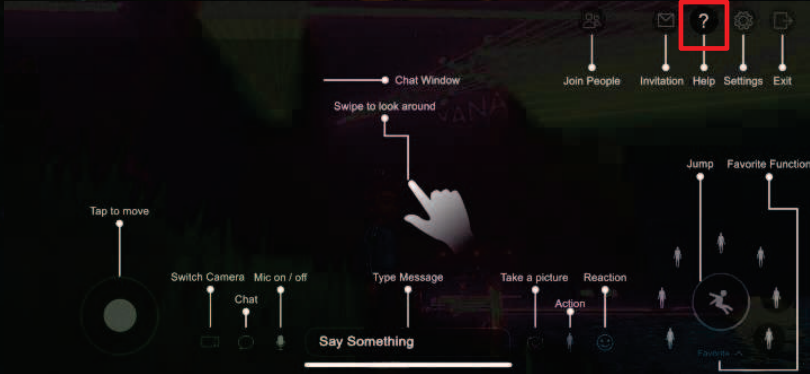 ?
Join People
Invitation
Help
Settings
Exit
Chat Window
Swipe to look around
Jump
Favorite Function
Tap to move
Switch Camera
Mic on / off
Chat
Type Message
Take a picture
Reaction
Action
Say Something
Favorite